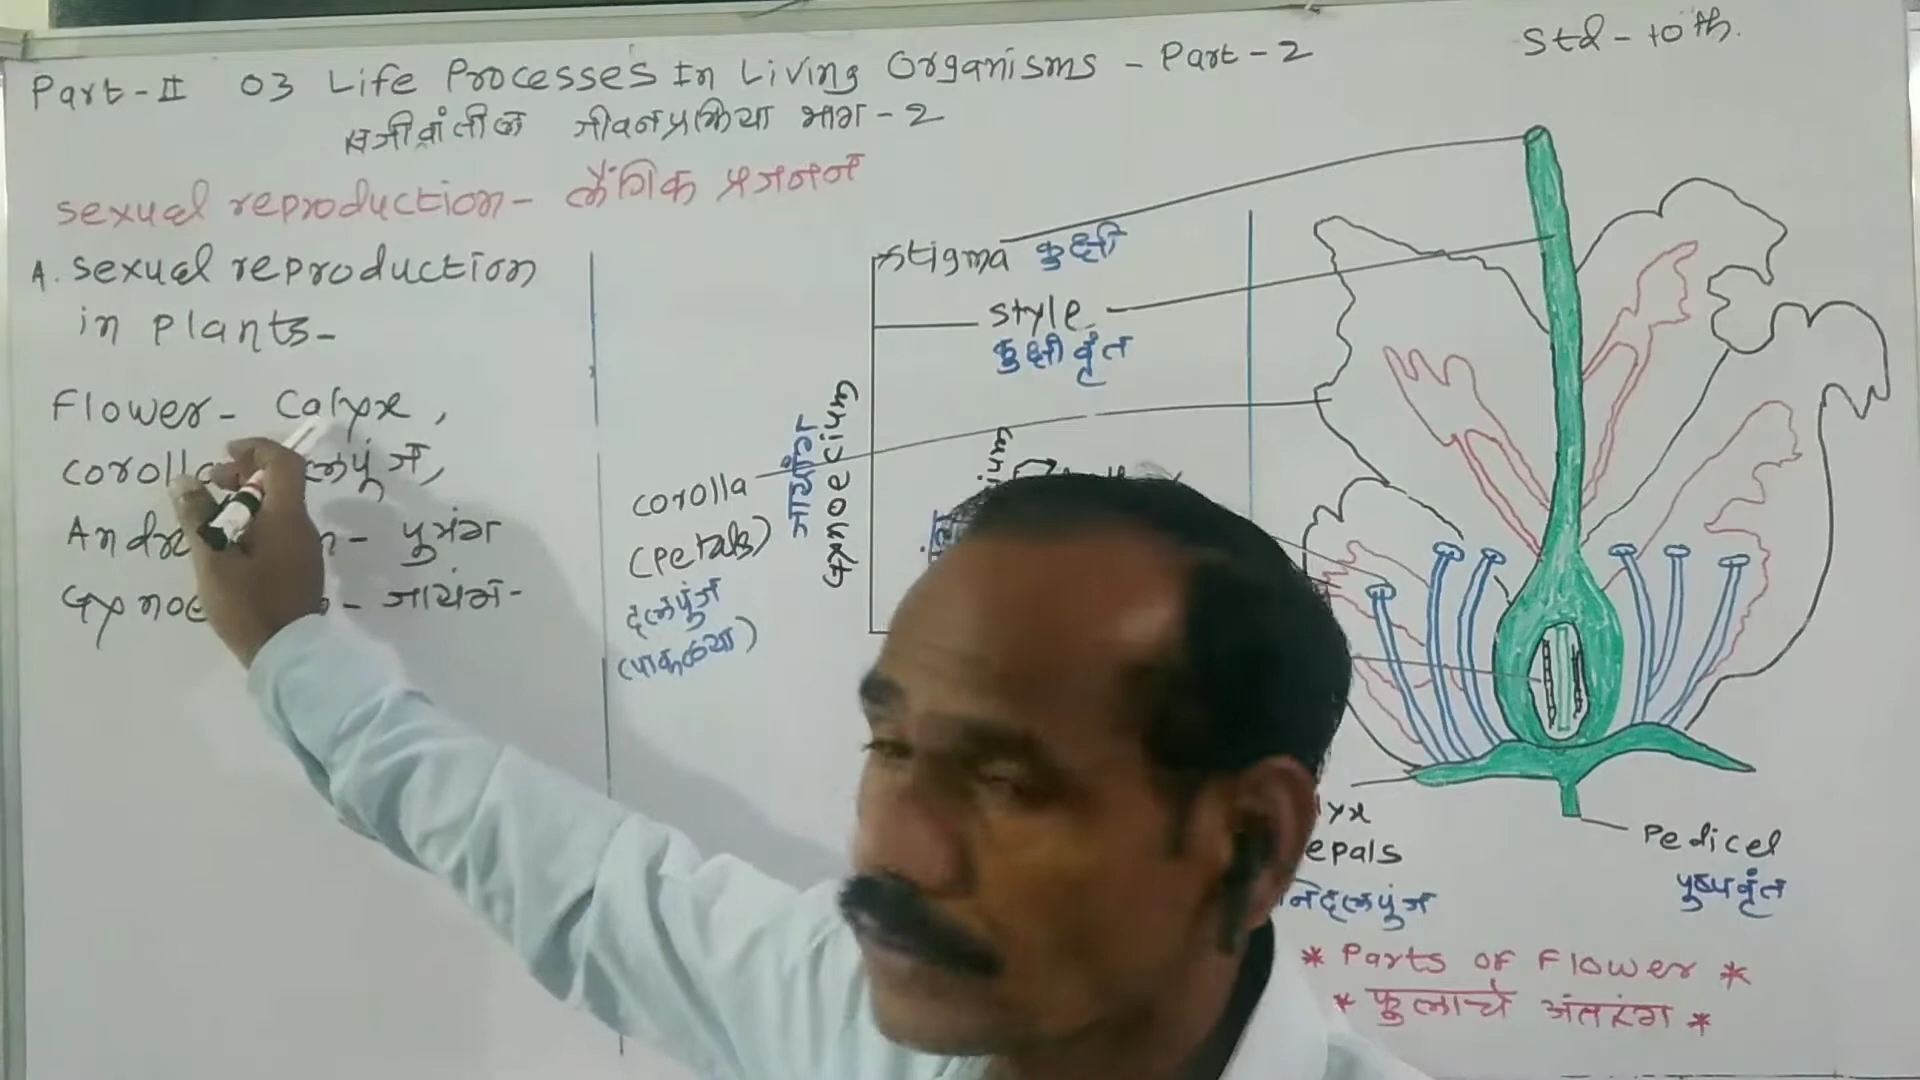 Std - 10th.
Part-II 03 Life Processes In Living Organisms - Part-2
सजीवांतील जीवनप्रक्रिया भाग-2
Sexual reproduction - लैंगिक प्रजनन
A. Sexual reproduction
in Plants-
Flower - Calyx,
Corolla
Gynoecium
जायांग
Stigma कुक्षी
Style
कुक्षीवृंत
Corolla
(Petals)
दलपुंज
(पाकळ्या)
पुमंग
जायांग-
epals
निदलपुंज
Pedicel
पुष्पवृंत
* Parts of Flower *
* फुलाचे अंतरंग *